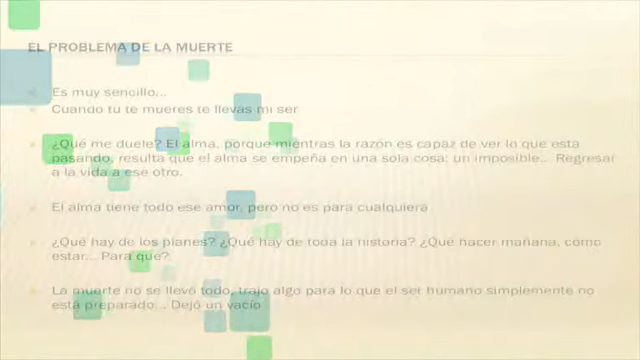 EL PROBLEMA DE LA MUERTE
Es muy sencillo...
Cuando tu te mueres te llevas mi ser
¿Qué me duele? El alma, porque mientras la razón es capaz de ver lo que esta
pasando, resulta que el alma se empeña en una sola cosa: un imposible... Regresar
a la vida a ese otro.
El alma tiene todo ese amor, pero no es para cualquiera
¿Qué hay de los planes? ¿Qué hay de toda la historia? ¿Qué hacer mañana, cómo
estar... Para que?
La muerte no se llevó todo, trajo algo para lo que el ser humano simplemente no
está preparado... Dejó un vacío